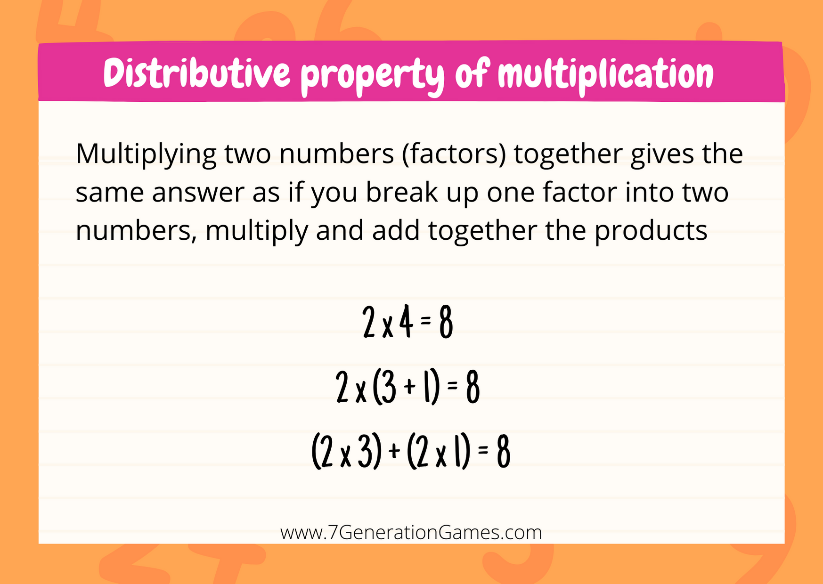 Distributive property of multiplication
Multiplying two numbers (factors) together gives the
same answer as if you break up one factor into two
numbers, multiply and add together the products
2 x 4 = 8
2 x (3 + 1) = 8
(2 x 3) + (2 x 1) = 8
www.7GenerationGames.com